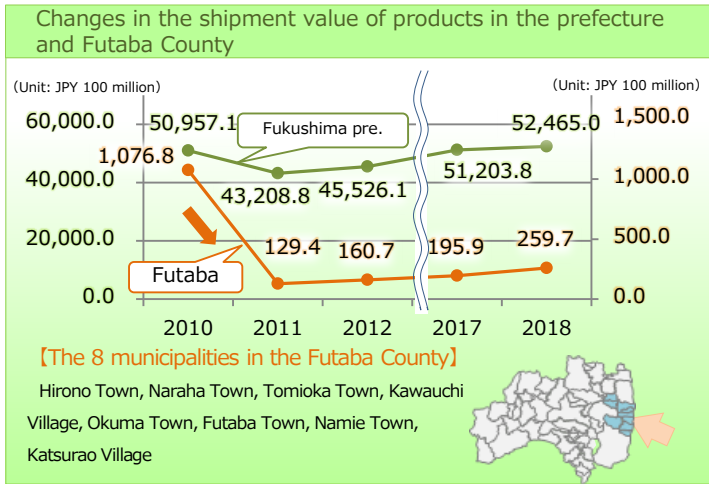 Changes in the shipment value of products in the prefecture
and Futaba County
(Unit: JPY 100 million)
(Unit: JPY 100 million)
60,000.0
40,000.0
20,000.0
0.0
50,957.1
43,208.8
45,526.1
51,203.8
52,465.0
Fukushima pre.
1,076.8
129.4
160.7
195.9
259.7
Futaba
1,500.0
1,000.0
500.0
0.0
2010 2011 2012 2017 2018
【The 8 municipalities in the Futaba County】
Hirono Town, Naraha Town, Tomioka Town, Kawauchi
Village, Okuma Town, Futaba Town, Namie Town,
Katsurao Village